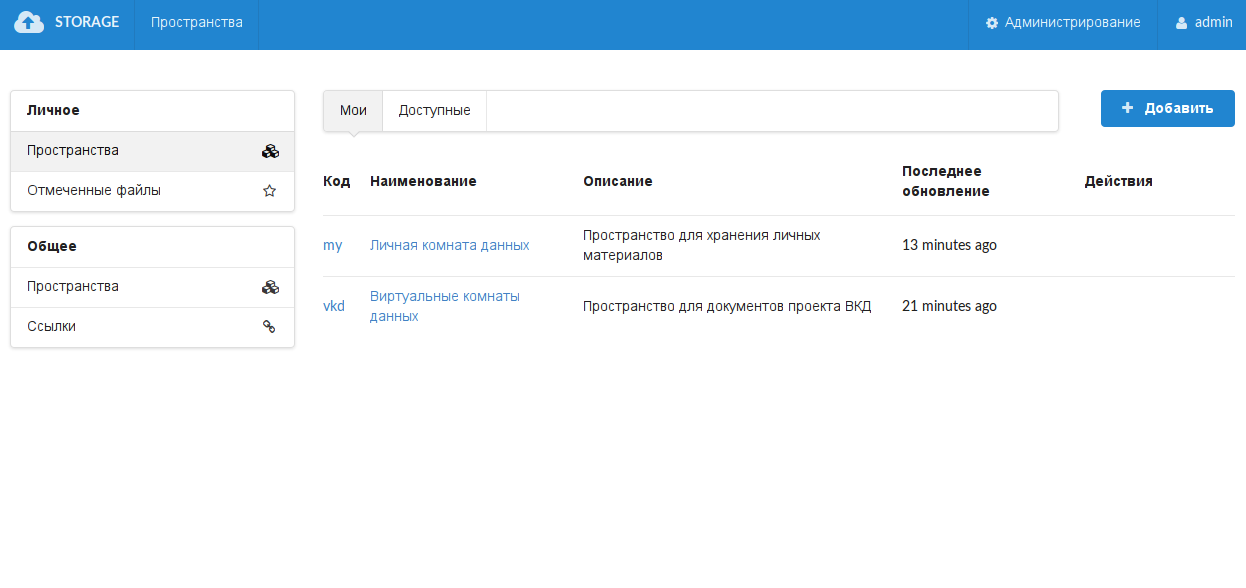 STORAGE Пространства Администрирование admin
Личное
Пространства
Отмеченные файлы
Общее
Пространства
Ссылки
Мои Доступные
Добавить
Код Наименование Описание Последнее обновление Действия
my Личная комната данных Пространство для хранения личных материалов 13 minutes ago
vkd Виртуальные комнаты данных Пространство для документов проекта ВКД 21 minutes ago